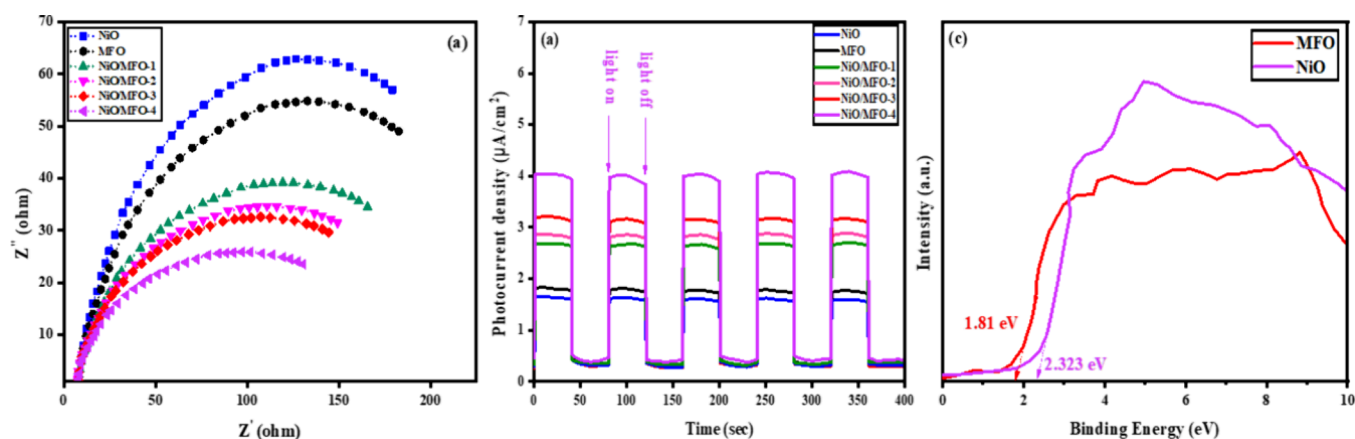 70
60
50
40
30
20
10
0
50
100
150
200
Z'' (ohm)
Z' (ohm)
NiO
MFO
NiO/MFO-1
NiO/MFO-2
NiO/MFO-3
NiO/MFO-4
(a)
7
6
5
4
3
2
1
0
0
50
100
150
200
250
300
350
400
Photocurrent density (μA/cm²)
Time (sec)
(a)
light on
light off
NiO
MFO
NiO/MFO-1
NiO/MFO-2
NiO/MFO-3
NiO/MFO-4
(c)
MFO
NiO
1.81 eV
2.323 eV
Intensity (a.u.)
0
2
4
6
8
10
Binding Energy (eV)